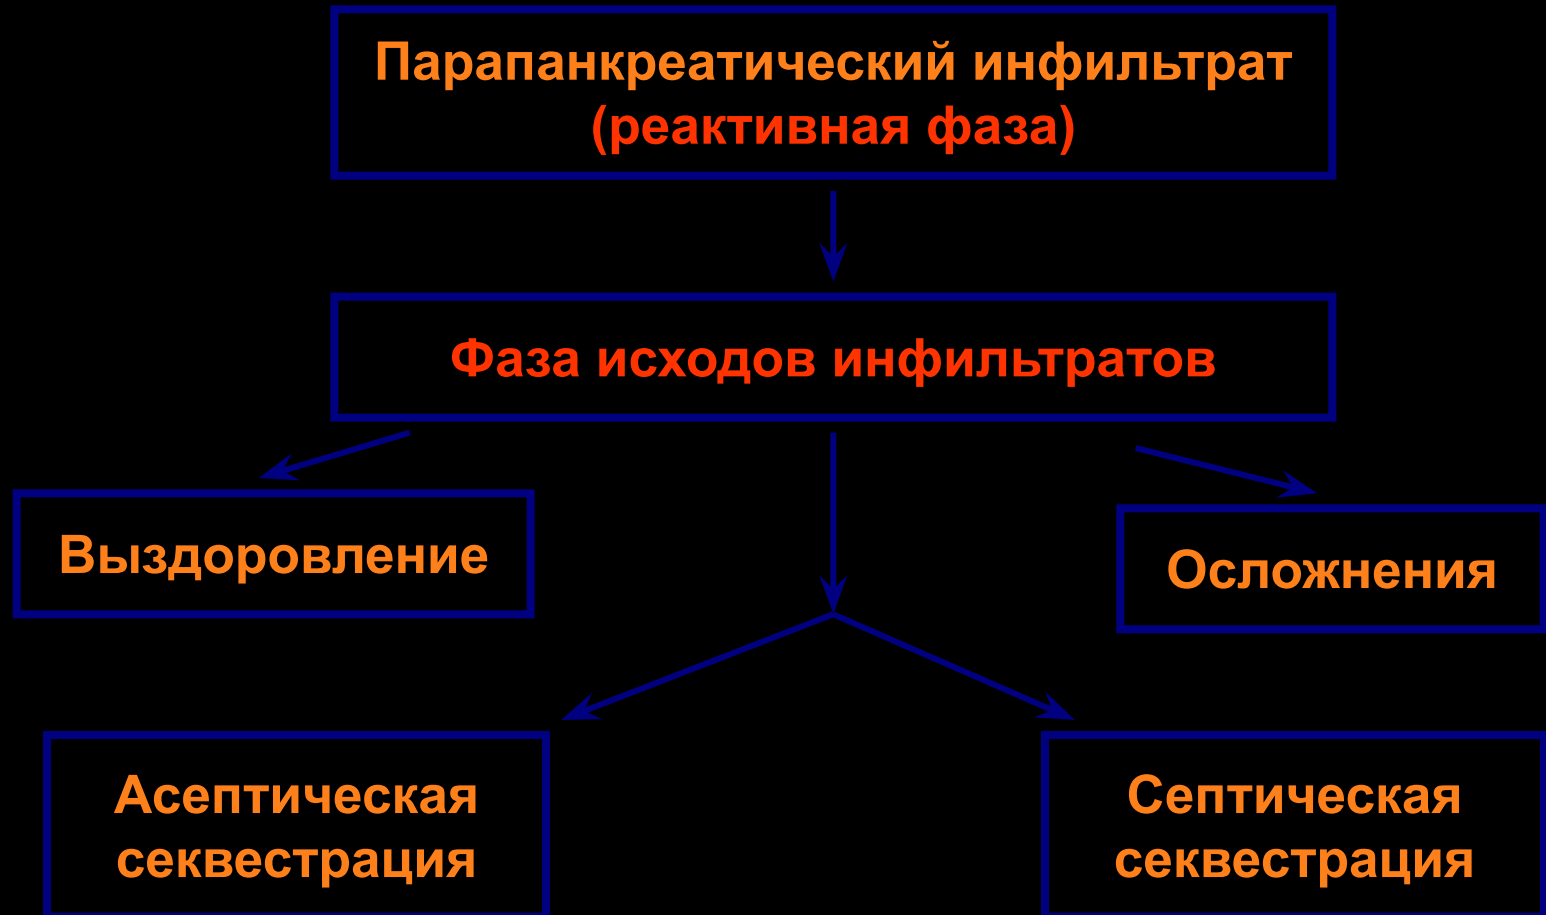 Парапанкреатический инфильтрат
(реактивная фаза)
Фаза исходов инфильтратов
Выздоровление
Осложнения
Асептическая
секвестрация
Септическая
секвестрация